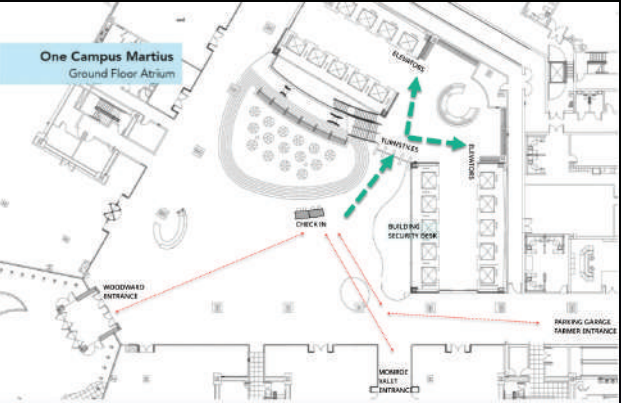 One Campus Martius
Ground Floor Atrium
ELEVATORS
TURNSTILES
ELEVATORS
CHECK IN
BUILDING
SECURITY DESK
WOODWARD
ENTRANCE
PARKING GARAGE
FARMER ENTRANCE
MONROE
VALET
ENTRANCE